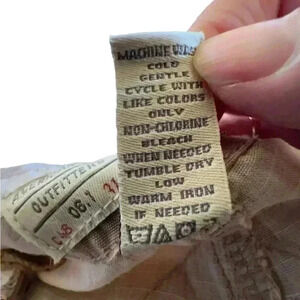 MACHINE WASH
COLD
GENTLE
CYCLE WITH
LIKE COLORS
ONLY
NON-CHLORINE
BLEACH
WHEN NEEDED
TUMBLE DRY
LOW
WARM IRON
IF NEEDED
OUTFITTE